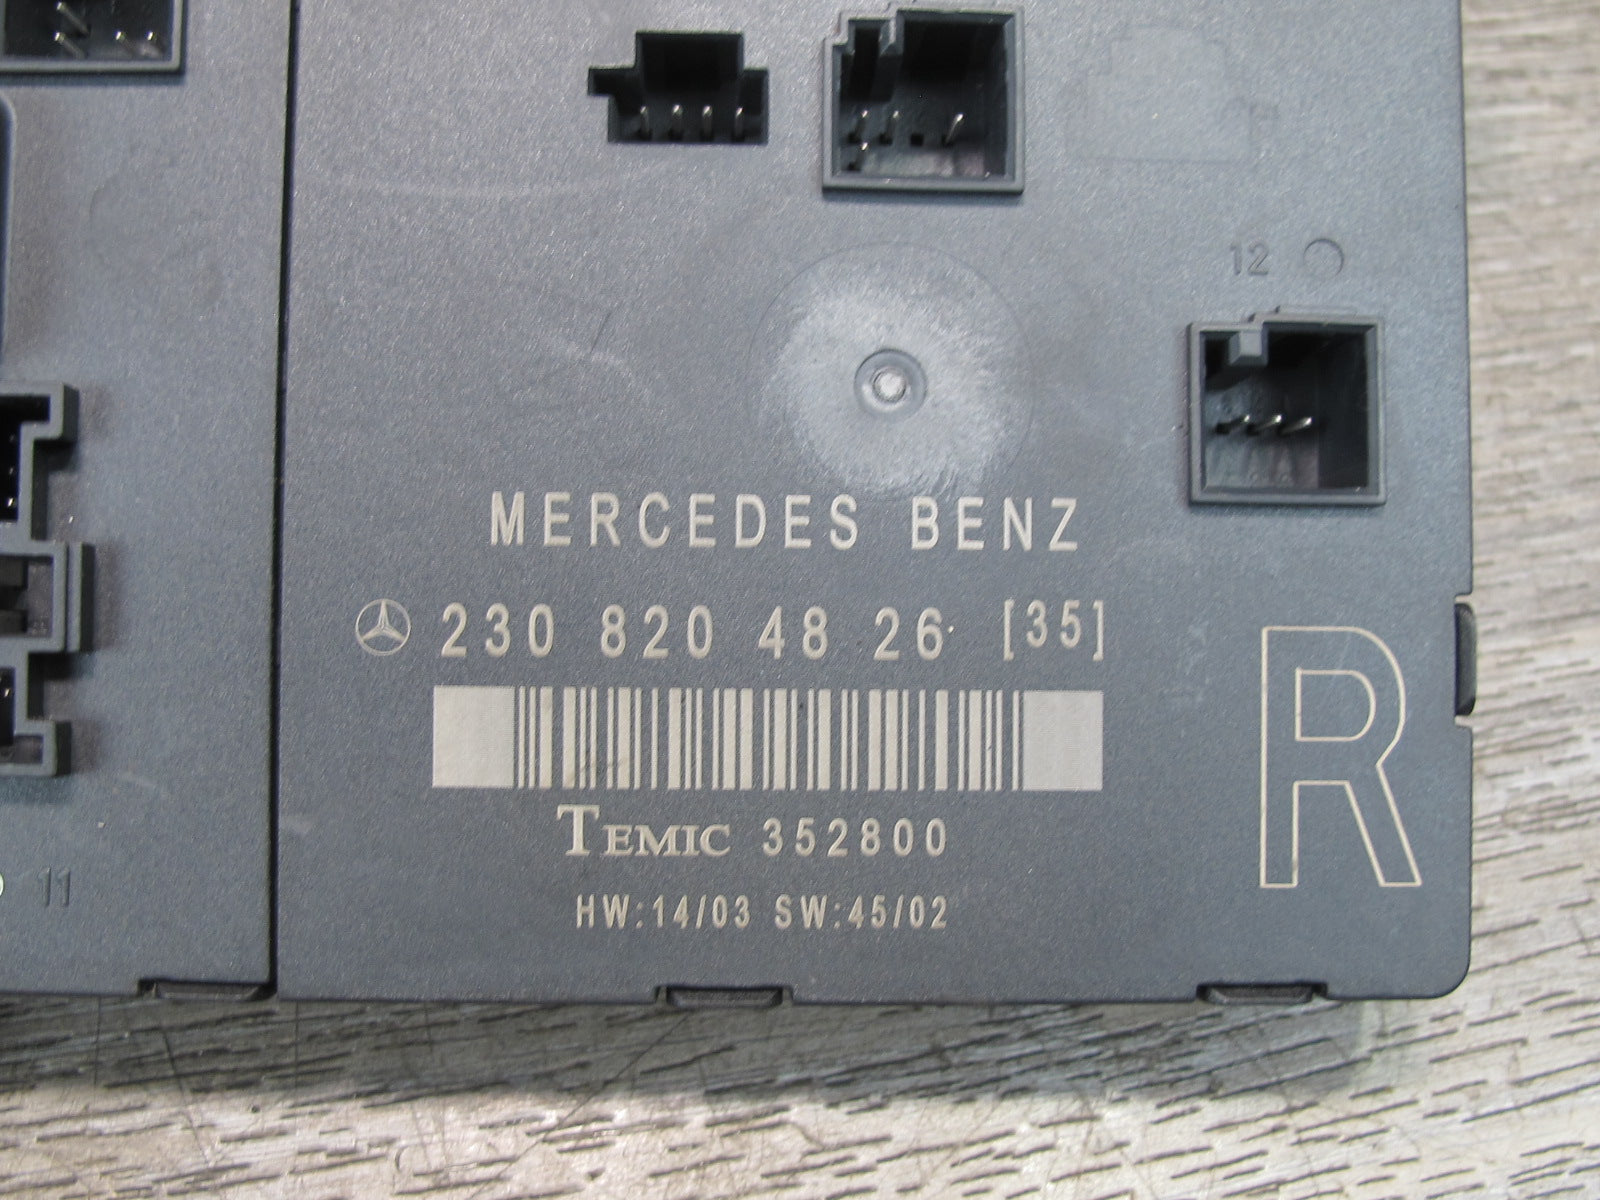 12
MERCEDES BENZ
230 820 48 26 [35]
R
TEMIC 352800
11
HW:14/03 SW:45/02